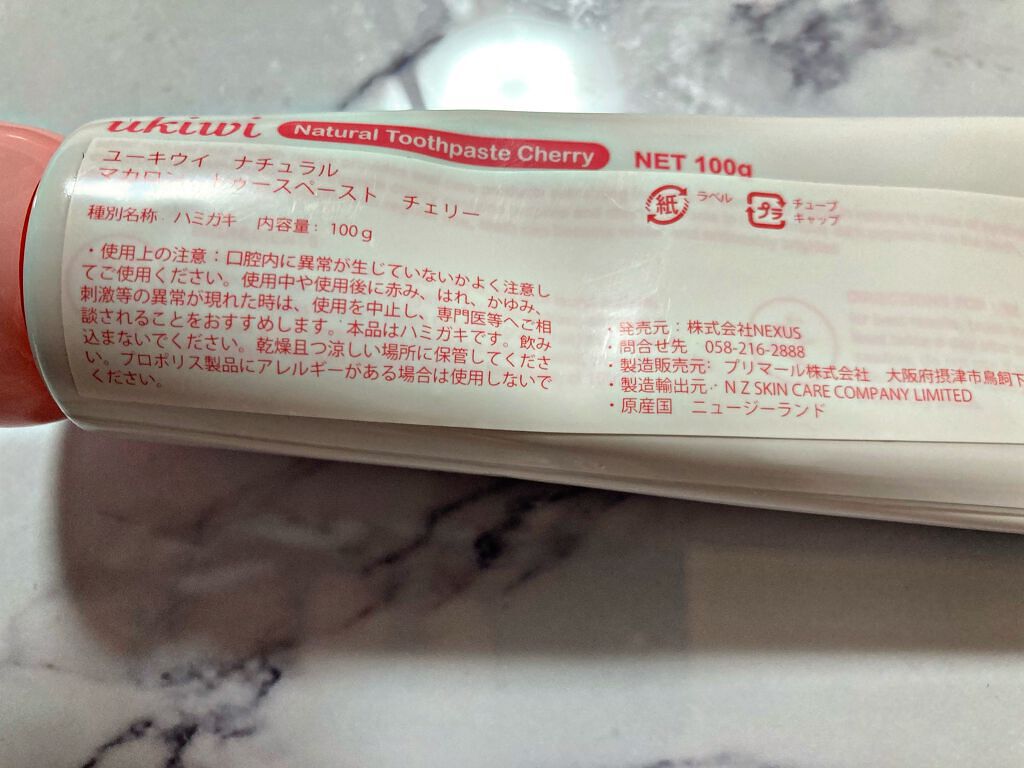 ukiwi Natural Toothpaste Cherry NET 100g
ユーキウイ ナチュラル
マカロン トゥースペースト チェリー
種別名称 ハミガキ 内容量: 100g
・使用上の注意：口腔内に異常が生じていないかよく注意し
てご使用ください。使用中や使用後に赤み、はれ、かゆみ、
刺激等の異常が現れた時は、使用を中止し、専門医等へご相
談されることをおすすめします。本品はハミガキです。飲み
込まないでください。乾燥且つ涼しい場所に保管してくださ
い。プロポリス製品にアレルギーがある場合は使用しないで
ください。
紙 ラベル
プラ チューブ
キャップ
・発売元：株式会社NEXUS
・問合せ先 058-216-2888
・製造販売元：プリマール株式会社 大阪府摂津市鳥飼下
・製造輸出元：N Z SKIN CARE COMPANY LIMITED
・原産国 ニュージーランド